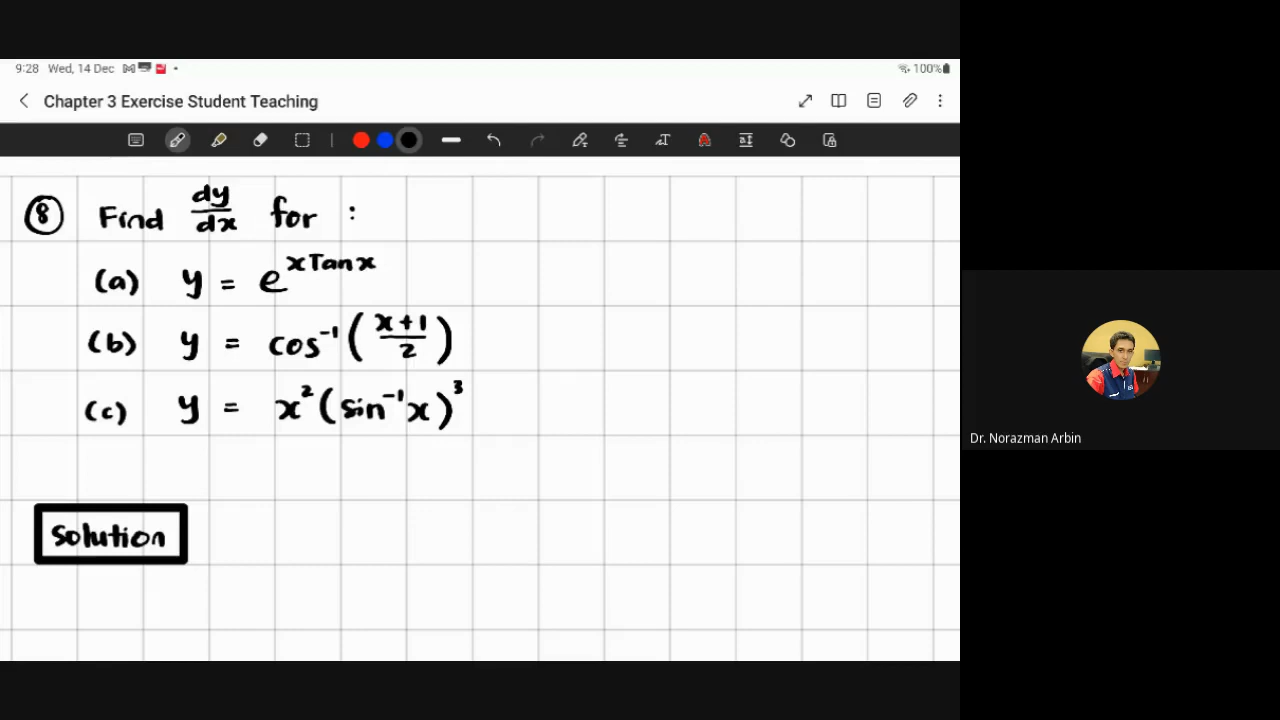 9:28 Wed, 14 Dec
100%
Chapter 3 Exercise Student Teaching
⑧ Find dy/dx for :
(a) y = e^(xTanx)
(b) y = cos⁻¹ ( (x+1)/2 )
(c) y = x² (sin⁻¹x)³
Solution
Dr. Norazman Arbin